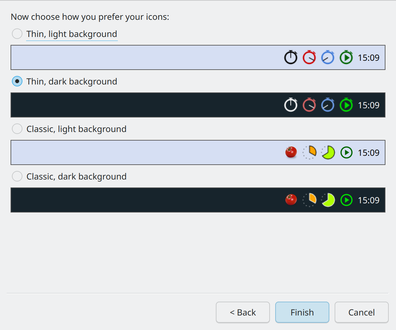 Now choose how you prefer your icons:
Thin, light background
15:09
Thin, dark background
15:09
Classic, light background
15:09
Classic, dark background
15:09
< Back Finish Cancel